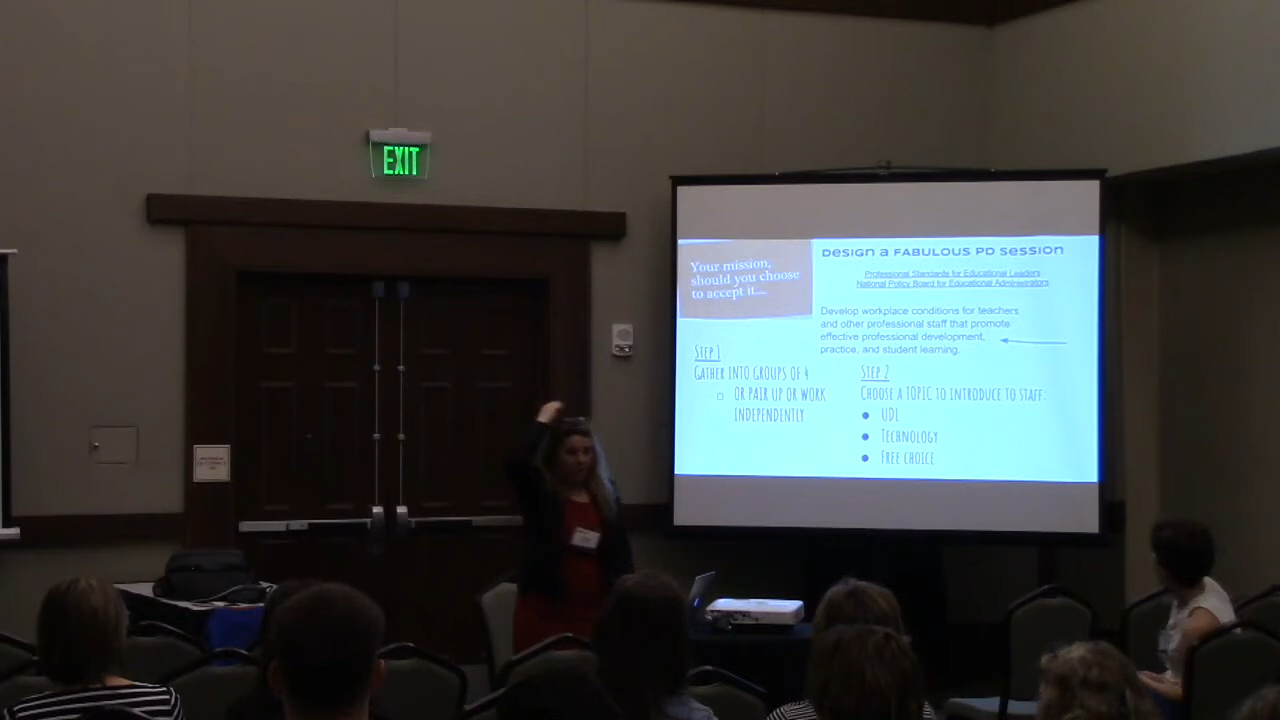 EXIT
Your mission,
should you choose
to accept it....
DESIGN a FABULOUS PD SESSION
Professional Standards for Educational Leaders
National Policy Board for Educational Administrators
Develop workplace conditions for teachers
and other professional staff that promote
effective professional development,
practice, and student learning.
STEP 1
GATHER INTO GROUPS OF 4
OR PAIR UP OR WORK
INDEPENDENTLY
STEP 2
CHOOSE A TOPIC TO INTRODUCE TO STAFF:
UDL
TECHNOLOGY
FREE CHOICE